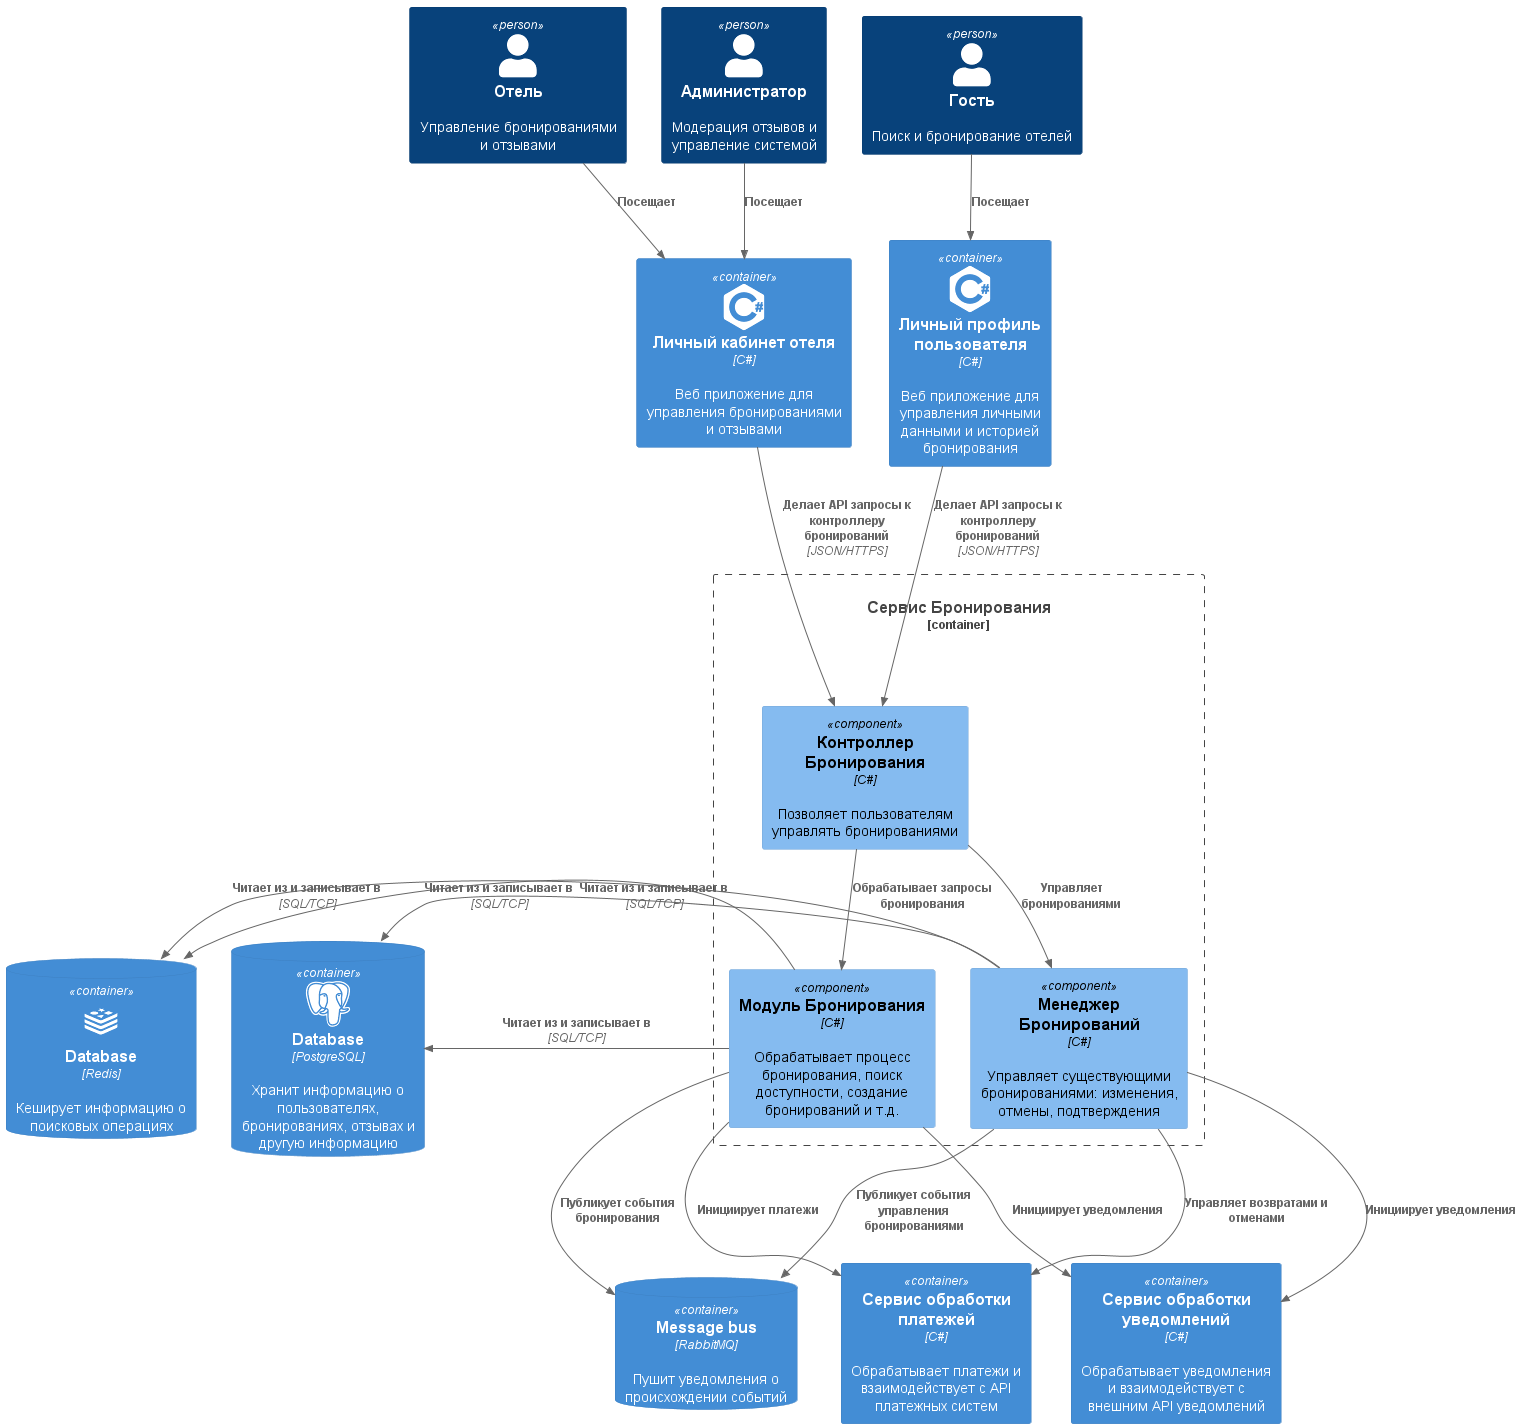 «person»
Отель
Управление бронированиями
и отзывами
«person»
Администратор
Модерация отзывов и
управление системой
«person»
Гость
Поиск и бронирование отелей
Посещает
Посещает
Посещает
«container»
C#
Личный кабинет отеля
[C#]
Веб приложение для
управления бронированиями
и отзывами
«container»
C#
Личный профиль
пользователя
[C#]
Веб приложение для
управления личными
данными и историей
бронирования
Делает API запросы к
контроллеру
бронирований
[JSON/HTTPS]
Делает API запросы к
контроллеру
бронирований
[JSON/HTTPS]
Сервис Бронирования
[container]
«component»
Контроллер
Бронирования
[C#]
Позволяет пользователям
управлять бронированиями
Читает из и записывает в
[SQL/TCP]
Читает из и записывает в
[SQL/TCP]
Читает из и записывает в
[SQL/TCP]
Обрабатывает запросы
бронирования
Управляет
бронированиями
«container»
Database
[Redis]
Кеширует информацию о
поисковых операциях
«container»
Database
[PostgreSQL]
Хранит информацию о
пользователях,
бронированиях, отзывах и
другую информацию
Читает из и записывает в
[SQL/TCP]
«component»
Модуль Бронирования
[C#]
Обрабатывает процесс
бронирования, поиск
доступности, создание
бронирований и т.д.
«component»
Менеджер
Бронирований
[C#]
Управляет существующими
бронированиями: изменения,
отмены, подтверждения
Публикует события
бронирования
Инициирует платежи
Публикует события
управления
бронированиями
Инициирует уведомления
Управляет возвратами и
отменами
Инициирует уведомления
«container»
Message bus
[RabbitMQ]
Пушит уведомления о
происхождении событий
«container»
Сервис обработки
платежей
[C#]
Обрабатывает платежи и
взаимодействует с API
платежных систем
«container»
Сервис обработки
уведомлений
[C#]
Обрабатывает уведомления
и взаимодействует с
внешним API уведомлений